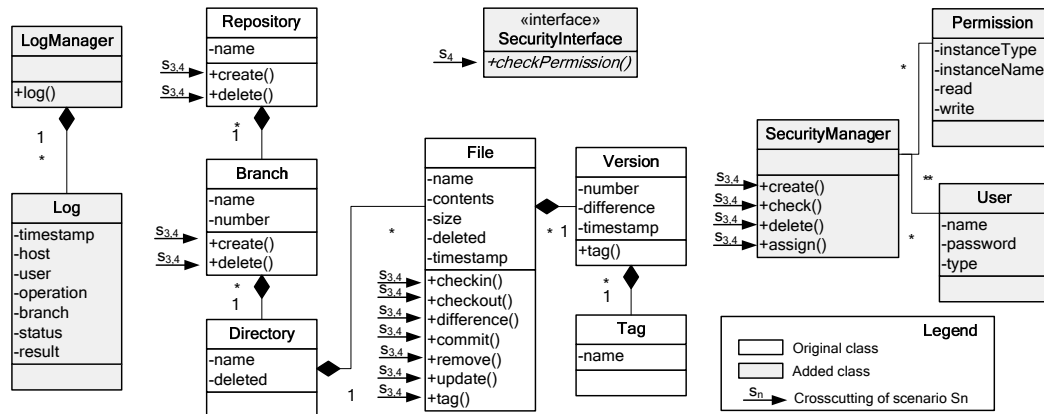 LogManager
+log()
1
*
Log
-timestamp
-host
-user
-operation
-branch
-status
-result
Repository
-name
S3,4
+create()
S3,4
+delete()
*
1
Branch
-name
-number
S3,4
+create()
S3,4
+delete()
*
1
Directory
-name
-deleted
1
*
«interface»
SecurityInterface
S4
+checkPermission()
File
-name
-contents
-size
-deleted
-timestamp
S3,4
+checkin()
S3,4
+checkout()
S3,4
+difference()
S3,4
+commit()
S3,4
+remove()
S3,4
+update()
S3,4
+tag()
*
1
Version
-number
-difference
-timestamp
+tag()
*
1
Tag
-name
SecurityManager
S3,4
+create()
S3,4
+check()
S3,4
+delete()
S3,4
+assign()
*
**
*
Permission
-instanceType
-instanceName
-read
-write
User
-name
-password
-type
Legend
Original class
Added class
Sn
Crosscutting of scenario Sn